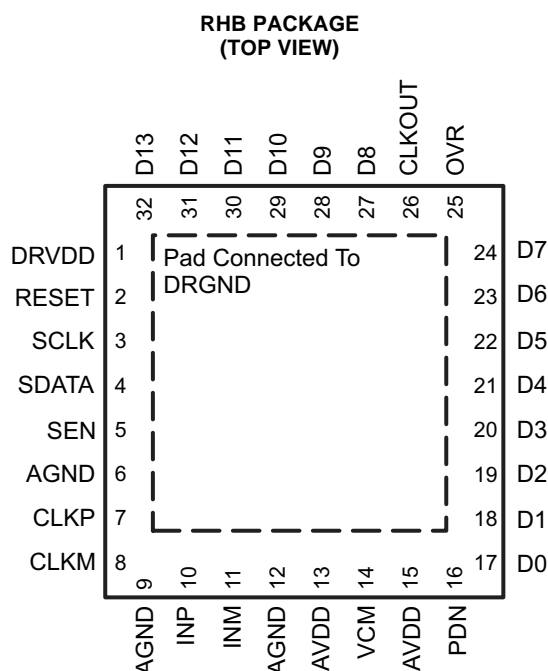 RHB PACKAGE
(TOP VIEW)
D13 D12 D11 D10 D9 D8 CLKOUT OVR
32 31 30 29 28 27 26 25
Pad Connected To
DRGND
DRVDD 1
RESET 2
SCLK 3
SDATA 4
SEN 5
AGND 6
CLKP 7
CLKM 8
24 D7
23 D6
22 D5
21 D4
20 D3
19 D2
18 D1
17 D0
9 10 11 12 13 14 15 16
AGND INP INM AGND AVDD VCM AVDD PDN